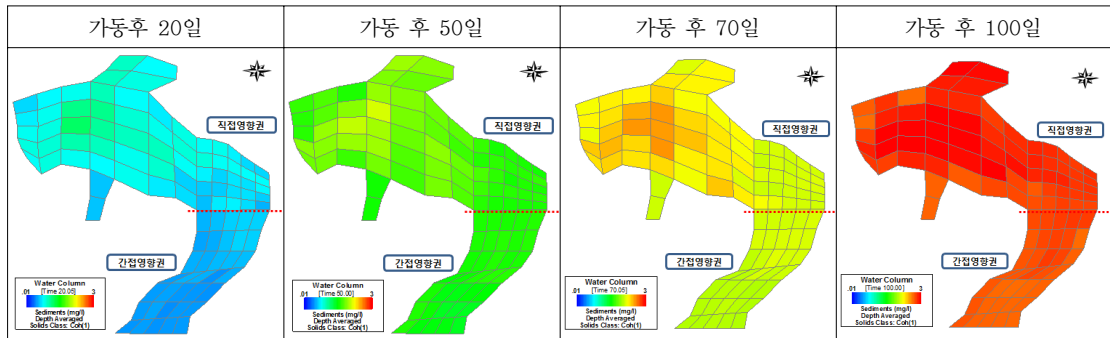 가동후 20일
가동 후 50일
가동 후 70일
가동 후 100일
직접영향권
간접영향권
Water Column
.01 [Time 20.05] 3
Sediments (mg/l)
Depth Averaged
Solids Class: Coh(1)
직접영향권
간접영향권
Water Column
.01 [Time 50.00] 3
Sediments (mg/l)
Depth Averaged
Solids Class: Coh(1)
직접영향권
간접영향권
Water Column
.01 [Time 70.05] 3
Sediments (mg/l)
Depth Averaged
Solids Class: Coh(1)
직접영향권
간접영향권
Water Column
.01 [Time 100.00] 3
Sediments (mg/l)
Depth Averaged
Solids Class: Coh(1)